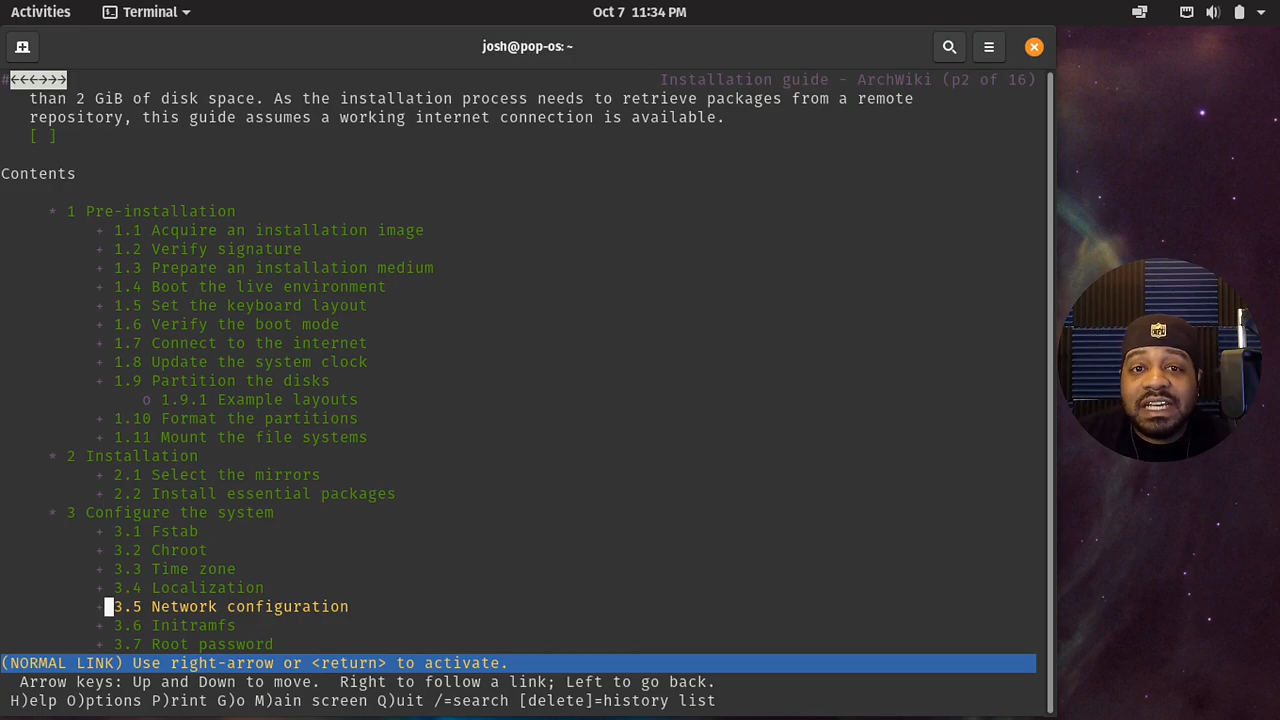 Activities
Terminal
Oct 7 11:34 PM
josh@pop-os: ~
#←←←→→→
Installation guide - ArchWiki (p2 of 16)
than 2 GiB of disk space. As the installation process needs to retrieve packages from a remote
repository, this guide assumes a working internet connection is available.
[ ]
Contents
* 1 Pre-installation
+ 1.1 Acquire an installation image
+ 1.2 Verify signature
+ 1.3 Prepare an installation medium
+ 1.4 Boot the live environment
+ 1.5 Set the keyboard layout
+ 1.6 Verify the boot mode
+ 1.7 Connect to the internet
+ 1.8 Update the system clock
+ 1.9 Partition the disks
o 1.9.1 Example layouts
+ 1.10 Format the partitions
+ 1.11 Mount the file systems
* 2 Installation
+ 2.1 Select the mirrors
+ 2.2 Install essential packages
* 3 Configure the system
+ 3.1 Fstab
+ 3.2 Chroot
+ 3.3 Time zone
+ 3.4 Localization
+ 3.5 Network configuration
+ 3.6 Initramfs
+ 3.7 Root password
(NORMAL LINK) Use right-arrow or <return> to activate.
Arrow keys: Up and Down to move. Right to follow a link; Left to go back.
H)elp O)ptions P)rint G)o M)ain screen Q)uit /=search [delete]=history list